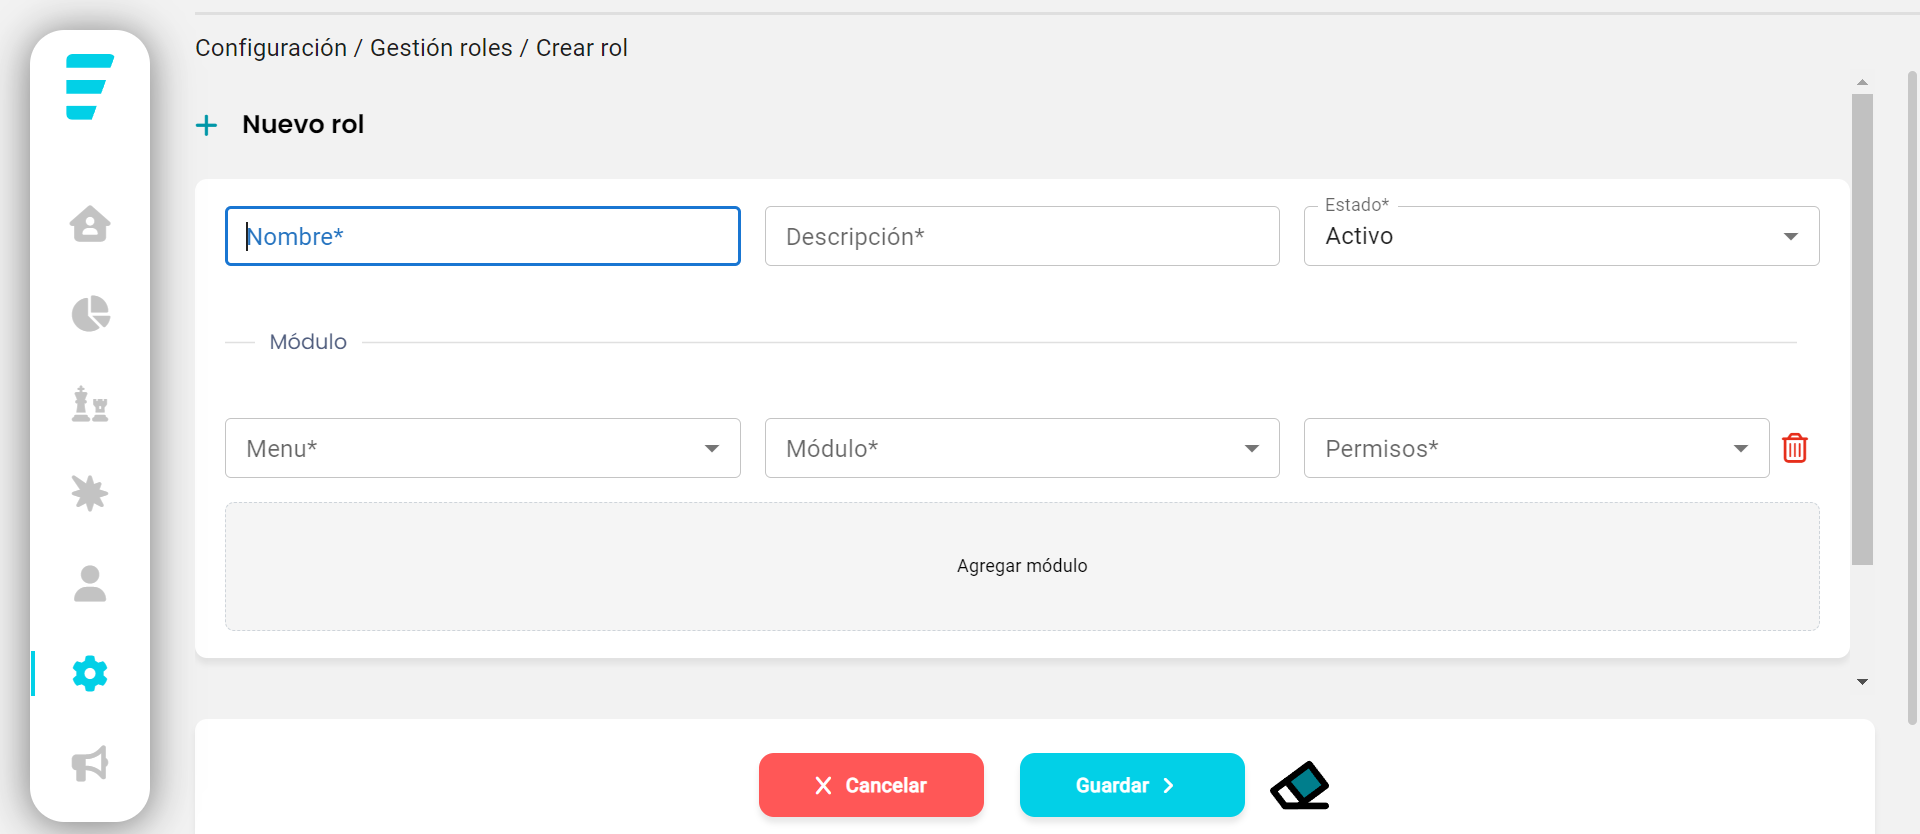 Configuración / Gestión roles / Crear rol
Nuevo rol
Nombre*
Descripción*
Estado*
Activo
Módulo
Menu*
Módulo*
Permisos*
Agregar módulo
Cancelar
Guardar